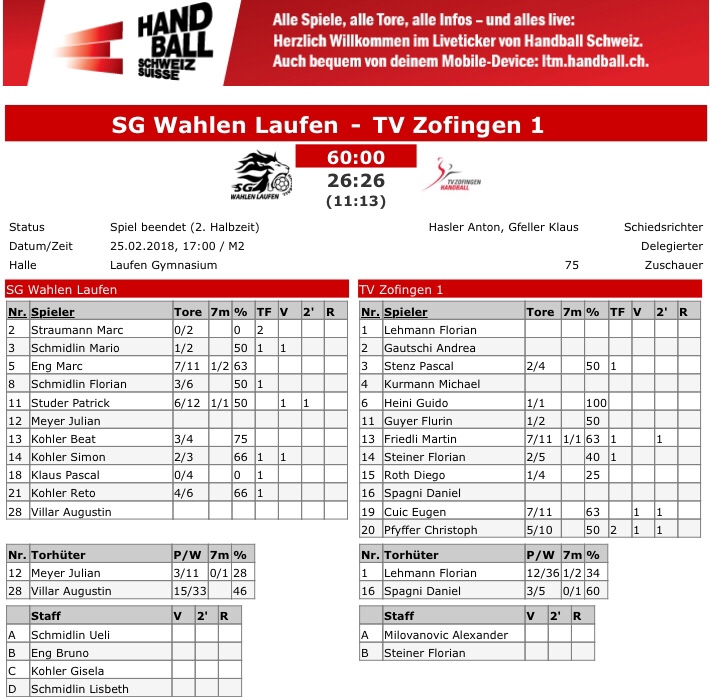 HAND
BALL
SCHWEIZ
SUISSE
Alle Spiele, alle Tore, alle Infos – und alles live:
Herzlich Willkommen im Liveticker von Handball Schweiz.
Auch bequem von deinem Mobile-Device: ltm.handball.ch.
SG Wahlen Laufen - TV Zofingen 1
60:00
26:26
(11:13)
SG
WAHLEN LAUFEN
TV ZOFINGEN
HANDBALL
Status Spiel beendet (2. Halbzeit) Hasler Anton, Gfeller Klaus Schiedsrichter
Datum/Zeit 25.02.2018, 17:00 / M2 Delegierter
Halle Laufen Gymnasium 75 Zuschauer
SG Wahlen Laufen
Nr. Spieler Tore 7m % TF V 2' R
2 Straumann Marc 0/2 0 2
3 Schmidlin Mario 1/2 50 1 1
5 Eng Marc 7/11 1/2 63
8 Schmidlin Florian 3/6 50 1
11 Studer Patrick 6/12 1/1 50 1 1
12 Meyer Julian
13 Kohler Beat 3/4 75
14 Kohler Simon 2/3 66 1 1
18 Klaus Pascal 0/4 0 1
21 Kohler Reto 4/6 66 1
28 Villar Augustin
Nr. Torhüter P/W 7m %
12 Meyer Julian 3/11 0/1 28
28 Villar Augustin 15/33 46
Staff V 2' R
A Schmidlin Ueli
B Eng Bruno
C Kohler Gisela
D Schmidlin Lisbeth
TV Zofingen 1
Nr. Spieler Tore 7m % TF V 2' R
1 Lehmann Florian
2 Gautschi Andrea
3 Stenz Pascal 2/4 50 1
4 Kurmann Michael
6 Heini Guido 1/1 100
11 Guyer Flurin 1/2 50
13 Friedli Martin 7/11 1/1 63 1 1
14 Steiner Florian 2/5 40 1
15 Roth Diego 1/4 25
16 Spagni Daniel
19 Cuic Eugen 7/11 63 1 1
20 Pfyffer Christoph 5/10 50 2 1 1
Nr. Torhüter P/W 7m %
1 Lehmann Florian 12/36 1/2 34
16 Spagni Daniel 3/5 0/1 60
Staff V 2' R
A Milovanovic Alexander
B Steiner Florian